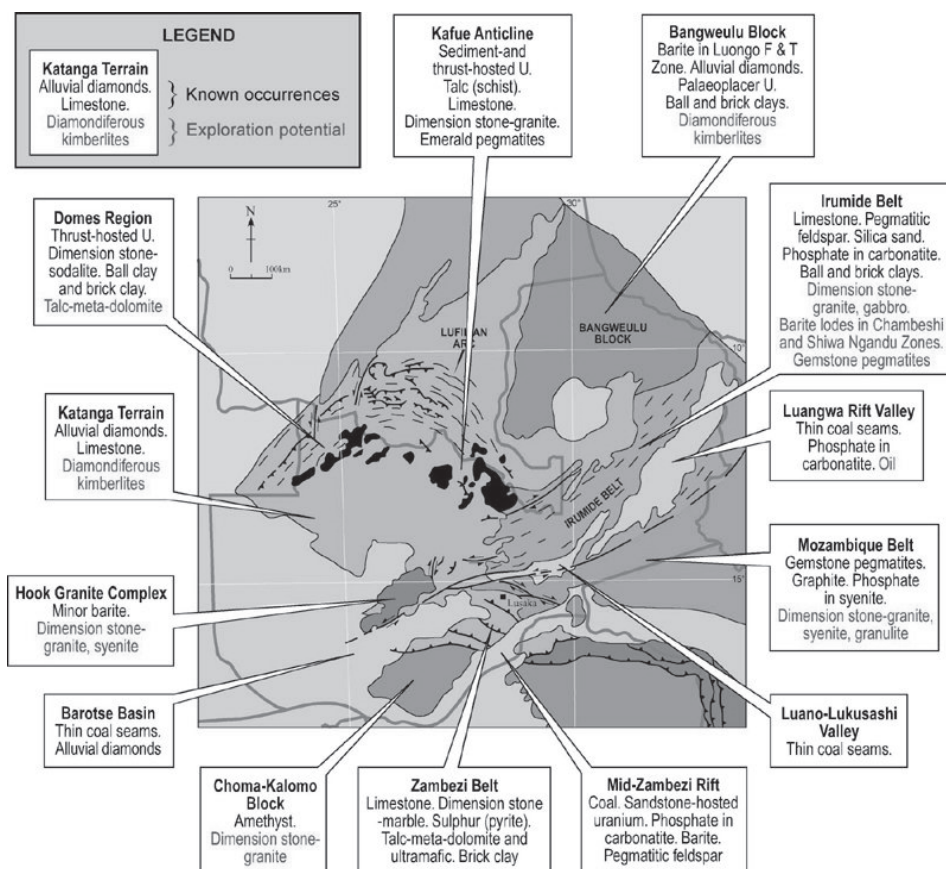 LEGEND
Katanga Terrain
Alluvial diamonds.
Limestone.
Diamondiferous
kimberlites
Known occurrences
Exploration potential
Kafue Anticline
Sediment-and
thrust-hosted U.
Talc (schist).
Limestone.
Dimension stone-granite.
Emerald pegmatites
Bangweulu Block
Barite in Luongo F & T
Zone. Alluvial diamonds.
Palaeoplacer U.
Ball and brick clays.
Diamondiferous
kimberlites
Domes Region
Thrust-hosted U.
Dimension stone-
sodalite. Ball clay
and brick clay.
Talc-meta-dolomite
Irumide Belt
Limestone. Pegmatitic
feldspar. Silica sand.
Phosphate in carbonatite.
Ball and brick clays.
Dimension stone-
granite, gabbro.
Barite lodes in Chambeshi
and Shiwa Ngandu Zones.
Gemstone pegmatites
25°
30°
N
0 100km
LUFILIAN
ARC
BANGWEULU
BLOCK
10°
Katanga Terrain
Alluvial diamonds.
Limestone.
Diamondiferous
kimberlites
Luangwa Rift Valley
Thin coal seams.
Phosphate in
carbonatite. Oil
IRUMIDE BELT
Mozambique Belt
Gemstone pegmatites.
Graphite. Phosphate
in syenite.
Dimension stone-granite,
syenite, granulite
15°
Lusaka
Hook Granite Complex
Minor barite.
Dimension stone-
granite, syenite
Barotse Basin
Thin coal seams.
Alluvial diamonds
Luano-Lukusashi
Valley
Thin coal seams.
Choma-Kalomo
Block
Amethyst.
Dimension stone-
granite
Zambezi Belt
Limestone. Dimension stone
-marble. Sulphur (pyrite).
Talc-meta-dolomite and
ultramafic. Brick clay
Mid-Zambezi Rift
Coal. Sandstone-hosted
uranium. Phosphate in
carbonatite. Barite.
Pegmatitic feldspar